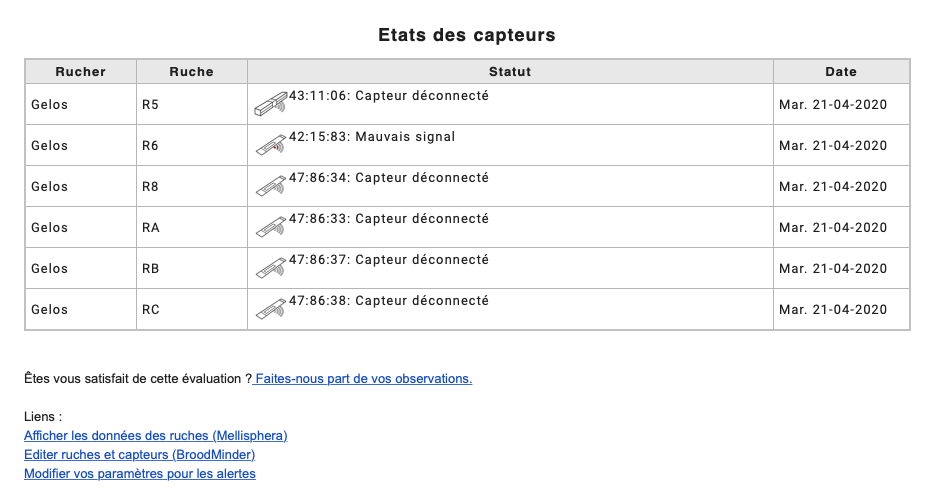 Etats des capteurs
Rucher Ruche Statut Date
Gelos R5 43:11:06: Capteur déconnecté Mar. 21-04-2020
Gelos R6 42:15:83: Mauvais signal Mar. 21-04-2020
Gelos R8 47:86:34: Capteur déconnecté Mar. 21-04-2020
Gelos RA 47:86:33: Capteur déconnecté Mar. 21-04-2020
Gelos RB 47:86:37: Capteur déconnecté Mar. 21-04-2020
Gelos RC 47:86:38: Capteur déconnecté Mar. 21-04-2020
Êtes vous satisfait de cette évaluation ? Faites-nous part de vos observations.
Liens :
Afficher les données des ruches (Mellisphera)
Editer ruches et capteurs (BroodMinder)
Modifier vos paramètres pour les alertes